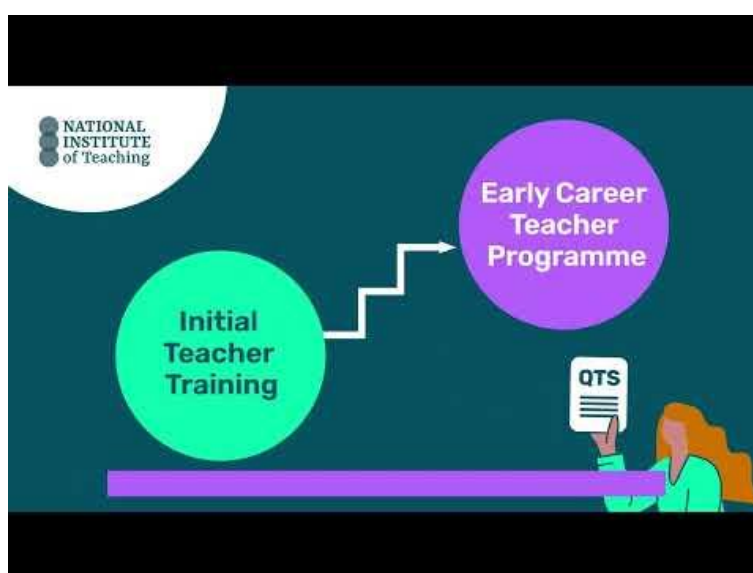 NATIONAL
INSTITUTE
of Teaching
Early Career
Teacher
Programme
Initial
Teacher
Training
QTS